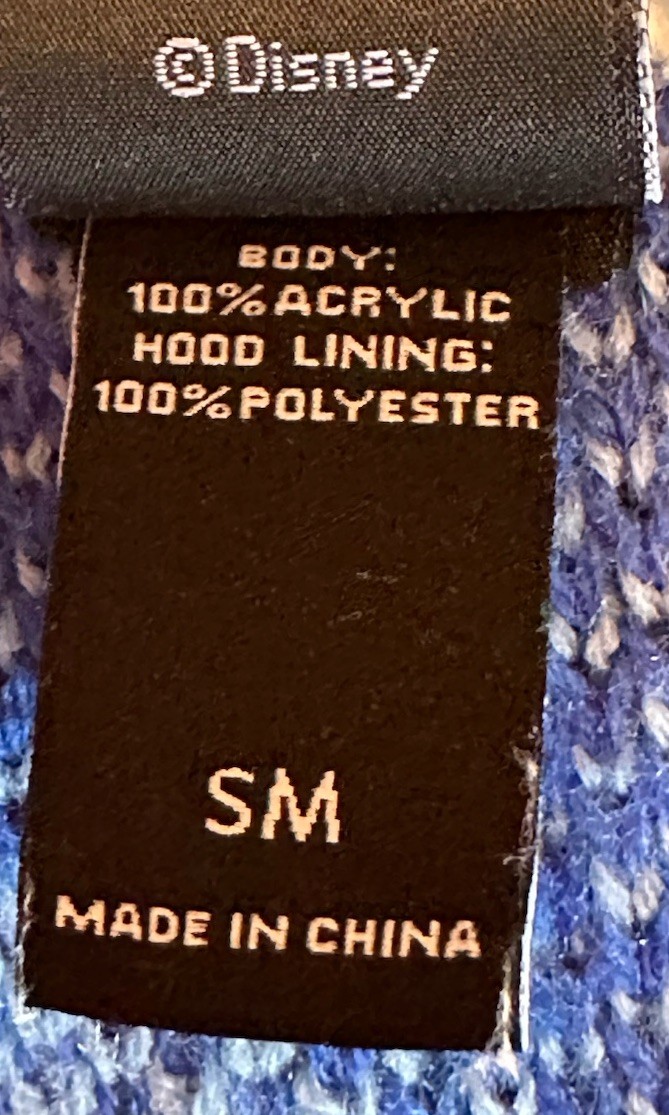 ©Disney
BODY:
100%ACRYLIC
HOOD LINING:
100%POLYESTER
SM
MADE IN CHINA